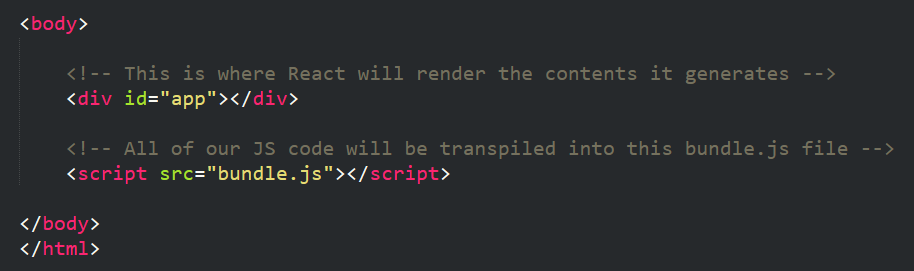 <body>
<!-- This is where React will render the contents it generates -->
<div id="app"></div>
<!-- All of our JS code will be transpiled into this bundle.js file -->
<script src="bundle.js"></script>
</body>
</html>